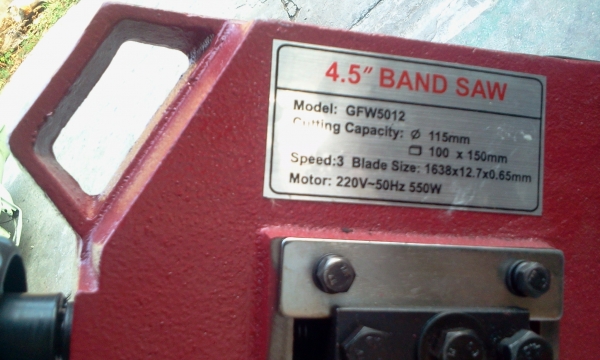 4.5" BAND SAW
Model: GFW5012
Cutting Capacity: Ø 115mm
▭ 100 x 150mm
Speed:3 Blade Size: 1638x12.7x0.65mm
Motor: 220V~50Hz 550W